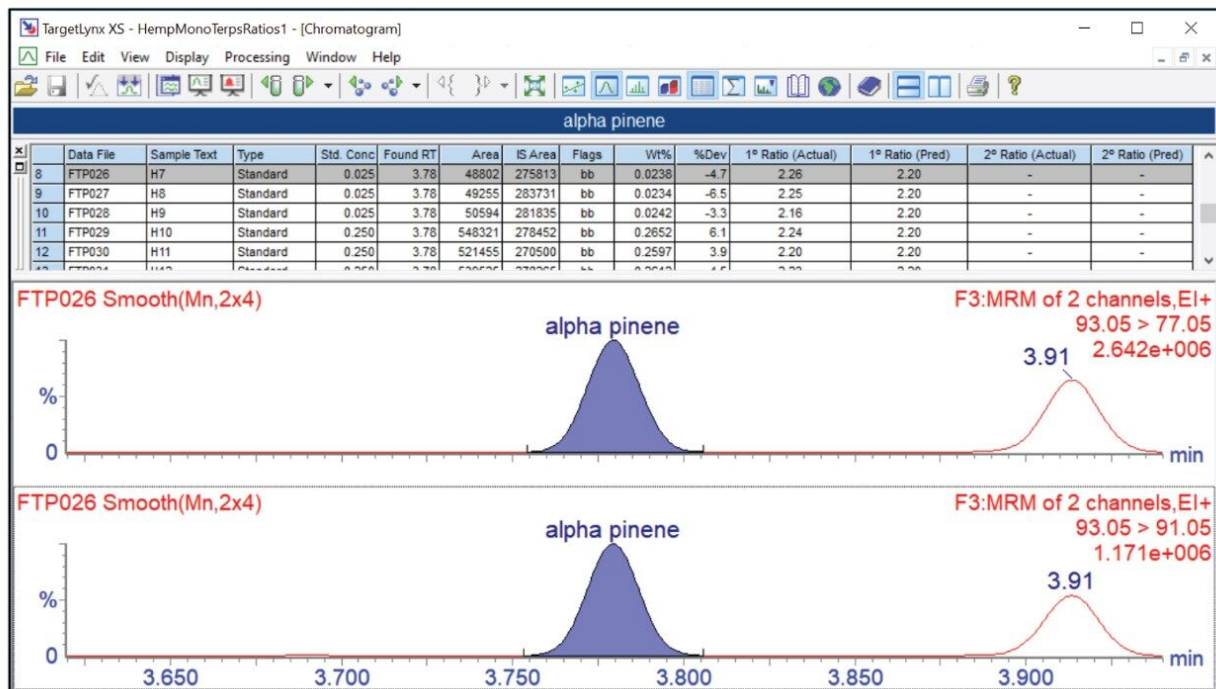 TargetLynx XS - HempMonoTerpsRatios1 - [Chromatogram]
File Edit View Display Processing Window Help
alpha pinene
Data File Sample Text Type Std. Conc Found RT Area IS Area Flags Wt% %Dev 1º Ratio (Actual) 1º Ratio (Pred) 2º Ratio (Actual) 2º Ratio (Pred)
8 FTP026 H7 Standard 0.025 3.78 48802 275813 bb 0.0238 -4.7 2.26 2.20 - -
9 FTP027 H8 Standard 0.025 3.78 49255 283731 bb 0.0234 -6.5 2.25 2.20 - -
10 FTP028 H9 Standard 0.025 3.78 50594 281835 bb 0.0242 -3.3 2.16 2.20 - -
11 FTP029 H10 Standard 0.250 3.78 548321 278452 bb 0.2652 6.1 2.24 2.20 - -
12 FTP030 H11 Standard 0.250 3.78 521455 270500 bb 0.2597 3.9 2.20 2.20 - -
FTP026 Smooth(Mn,2x4)
F3:MRM of 2 channels,EI+
93.05 > 77.05
2.642e+006
alpha pinene
3.91
%
0
min
FTP026 Smooth(Mn,2x4)
F3:MRM of 2 channels,EI+
93.05 > 91.05
1.171e+006
alpha pinene
3.91
%
0
min
3.650 3.700 3.750 3.800 3.850 3.900